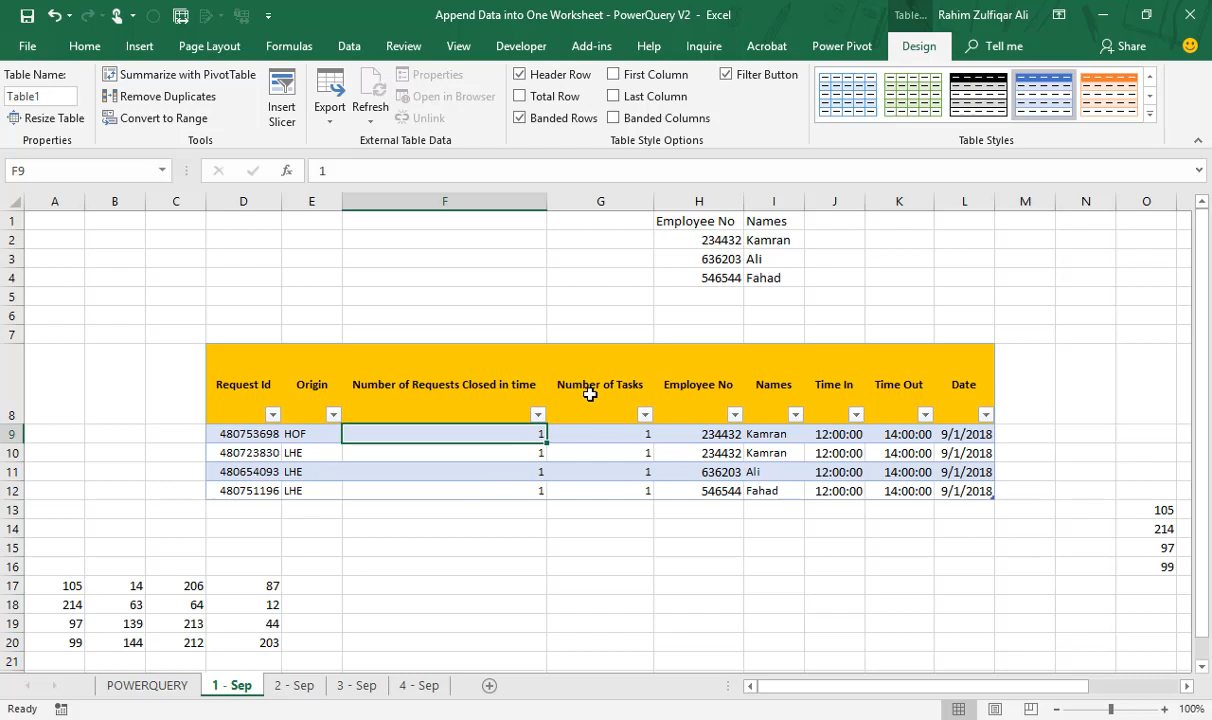 Append Data into One Worksheet - PowerQuery V2 - Excel
Table...
Rahim Zulfiqar Ali
File Home Insert Page Layout Formulas Data Review View Developer Add-ins Help Inquire Acrobat Power Pivot Design Tell me Share
Table Name:
Table1
Resize Table
Properties
Summarize with PivotTable
Remove Duplicates
Convert to Range
Insert
Slicer
Tools
Export
Refresh
Properties
Open in Browser
Unlink
External Table Data
Header Row First Column Filter Button
Total Row Last Column
Banded Rows Banded Columns
Table Style Options
Table Styles
F9 fx 1
A B C D E F G H I J K L M N O
1 Employee No Names
2 234432 Kamran
3 636203 Ali
4 546544 Fahad
5
6
7
8 Request Id Origin Number of Requests Closed in time Number of Tasks Employee No Names Time In Time Out Date
9 480753698 HOF 1 1 234432 Kamran 12:00:00 14:00:00 9/1/2018
10 480723830 LHE 1 1 234432 Kamran 12:00:00 14:00:00 9/1/2018
11 480654093 LHE 1 1 636203 Ali 12:00:00 14:00:00 9/1/2018
12 480751196 LHE 1 1 546544 Fahad 12:00:00 14:00:00 9/1/2018
13 105
14 214
15 97
16 99
17 105 14 206 87
18 214 63 64 12
19 97 139 213 44
20 99 144 212 203
21
POWERQUERY 1 - Sep 2 - Sep 3 - Sep 4 - Sep
Ready 100%